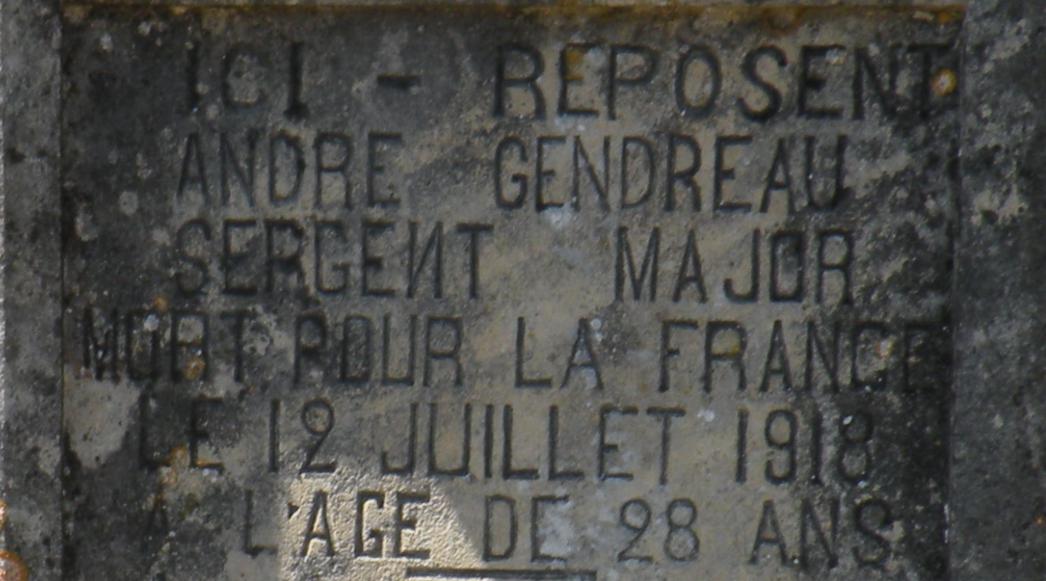 ICI - REPOSENT
ANDRE GENDREAU
SERGENT MAJOR
MORT POUR LA FRANCE
LE 12 JUILLET 1918
A L'AGE DE 28 ANS